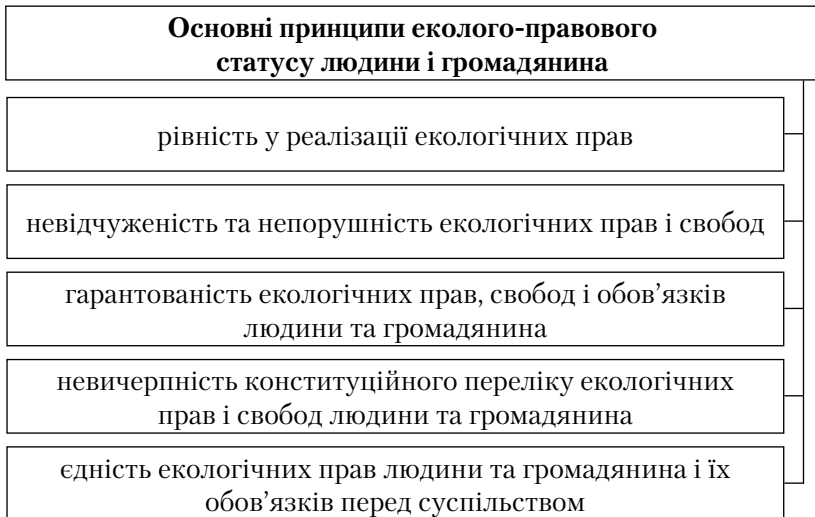 Основні принципи еколого-правового
статусу людини і громадянина
рівність у реалізації екологічних прав
невідчуженість та непорушність екологічних прав і свобод
гарантованість екологічних прав, свобод і обов’язків
людини та громадянина
невичерпність конституційного переліку екологічних
прав і свобод людини та громадянина
єдність екологічних прав людини та громадянина і їх
обов’язків перед суспільством